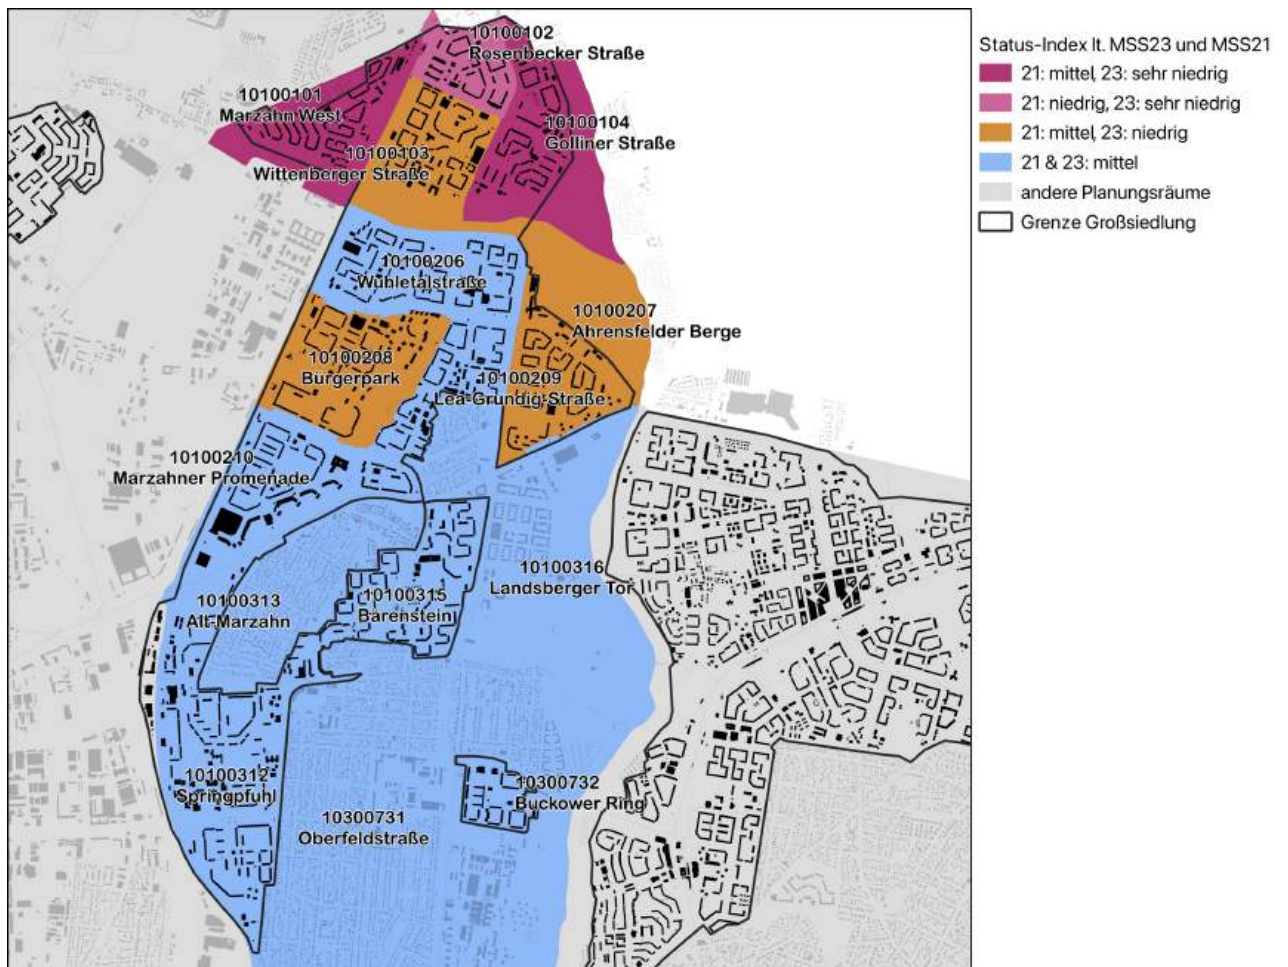 10100102
Rosenbecker Straße
10100101
Marzahn West
10100104
Golliner Straße
10100103
Wittenberger Straße
10100206
Wuhletalstraße
10100207
Ahrensfelder Berge
10100208
Bürgerpark
10100209
Lea-Grundig-Straße
10100210
Marzahner Promenade
10100316
Landsberger Tor
10100313
Alt-Marzahn
10100315
Bärenstein
10100312
Springpfuhl
10300732
Buckower Ring
10300731
Oberfeldstraße
Status-Index lt. MSS23 und MSS21
21: mittel, 23: sehr niedrig
21: niedrig, 23: sehr niedrig
21: mittel, 23: niedrig
21 & 23: mittel
andere Planungsräume
Grenze Großsiedlung